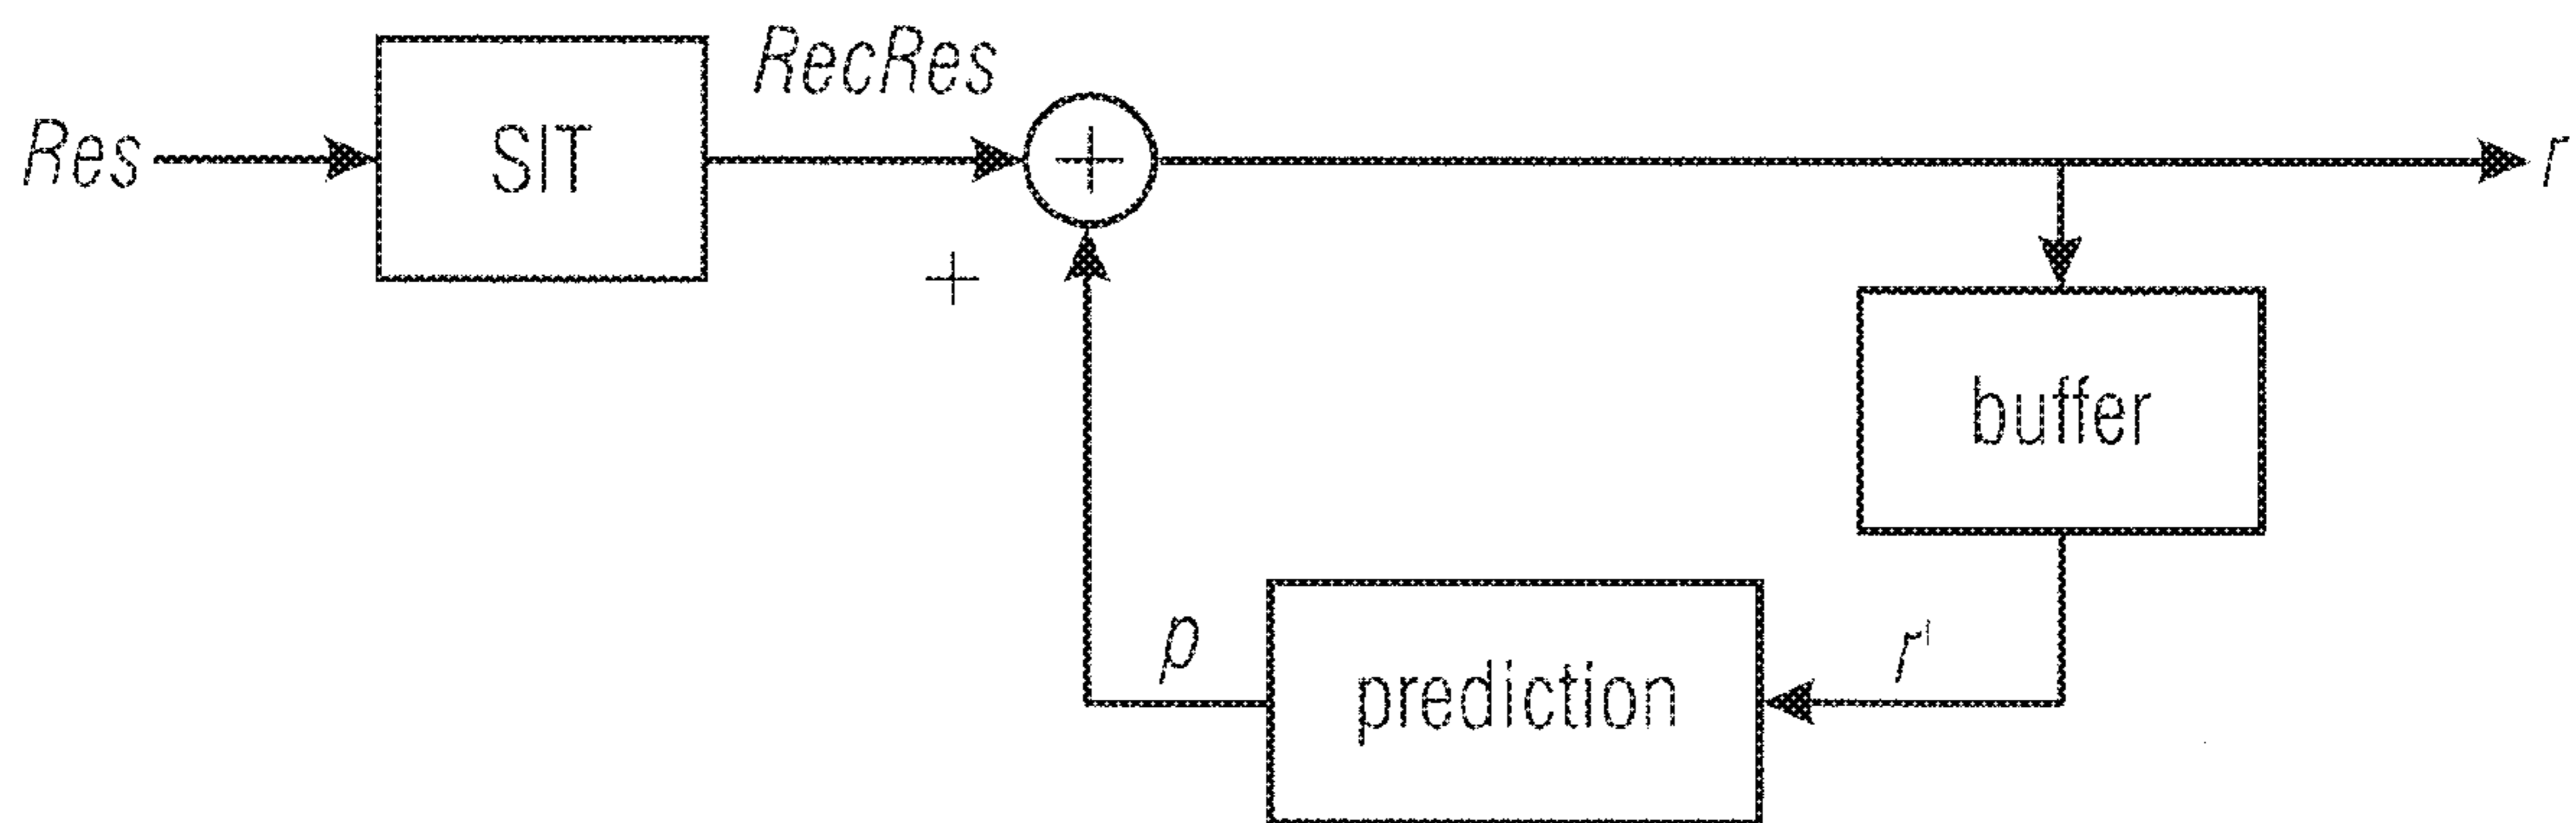 RecRes
Res
SIT
+
r
+
buffer
p
r'
prediction